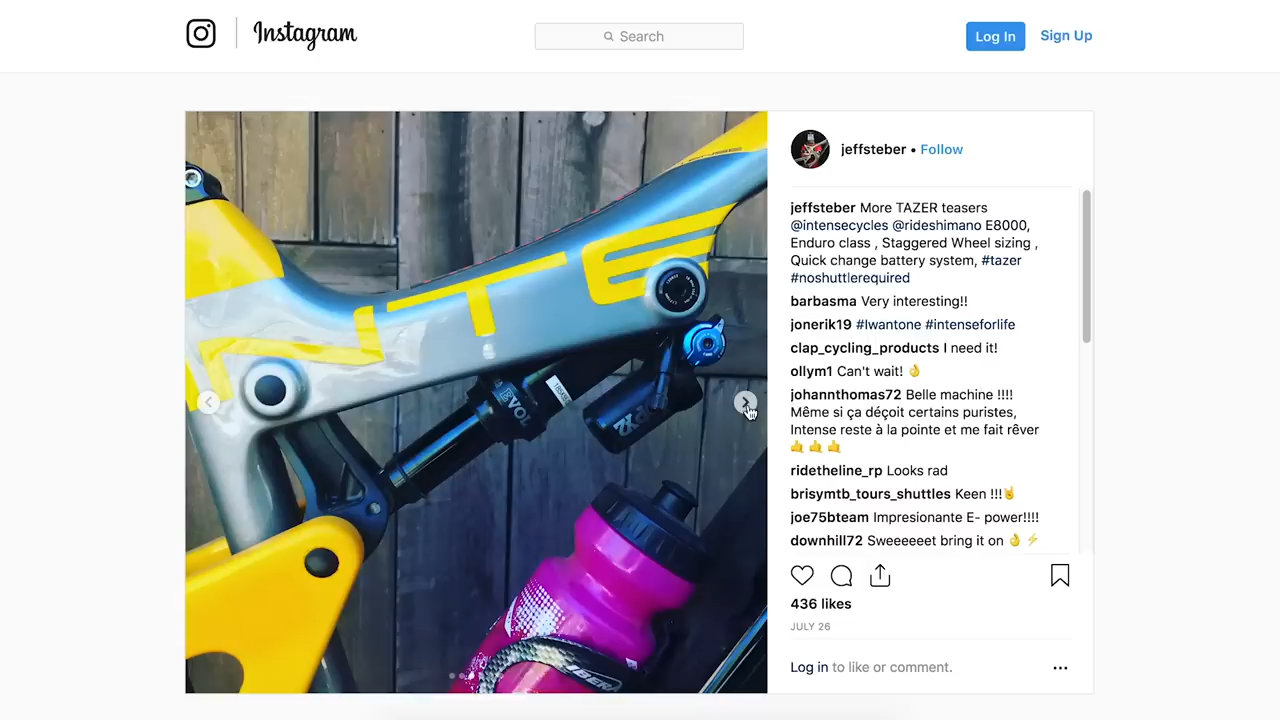 Instagram
Search
Log In
Sign Up
jeffsteber • Follow
jeffsteber More TAZER teasers
@intensecycles @rideshimano E8000,
Enduro class , Staggered Wheel sizing ,
Quick change battery system, #tazer
#noshuttlerequired
barbasma Very interesting!!
jonerik19 #Iwantone #intenseforlife
clap_cycling_products I need it!
ollym1 Can't wait! 👌
johannthomas72 Belle machine !!!!
Même si ça déçoit certains puristes,
Intense reste à la pointe et me fait rêver
🤙 🤙 🤙
ridetheline_rp Looks rad
brisymtb_tours_shuttles Keen !!!🤘
joe75bteam Impresionante E- power!!!!
downhill72 Sweeeeeet bring it on 👌 ⚡
436 likes
JULY 26
Log in to like or comment.
NTE
EVOL